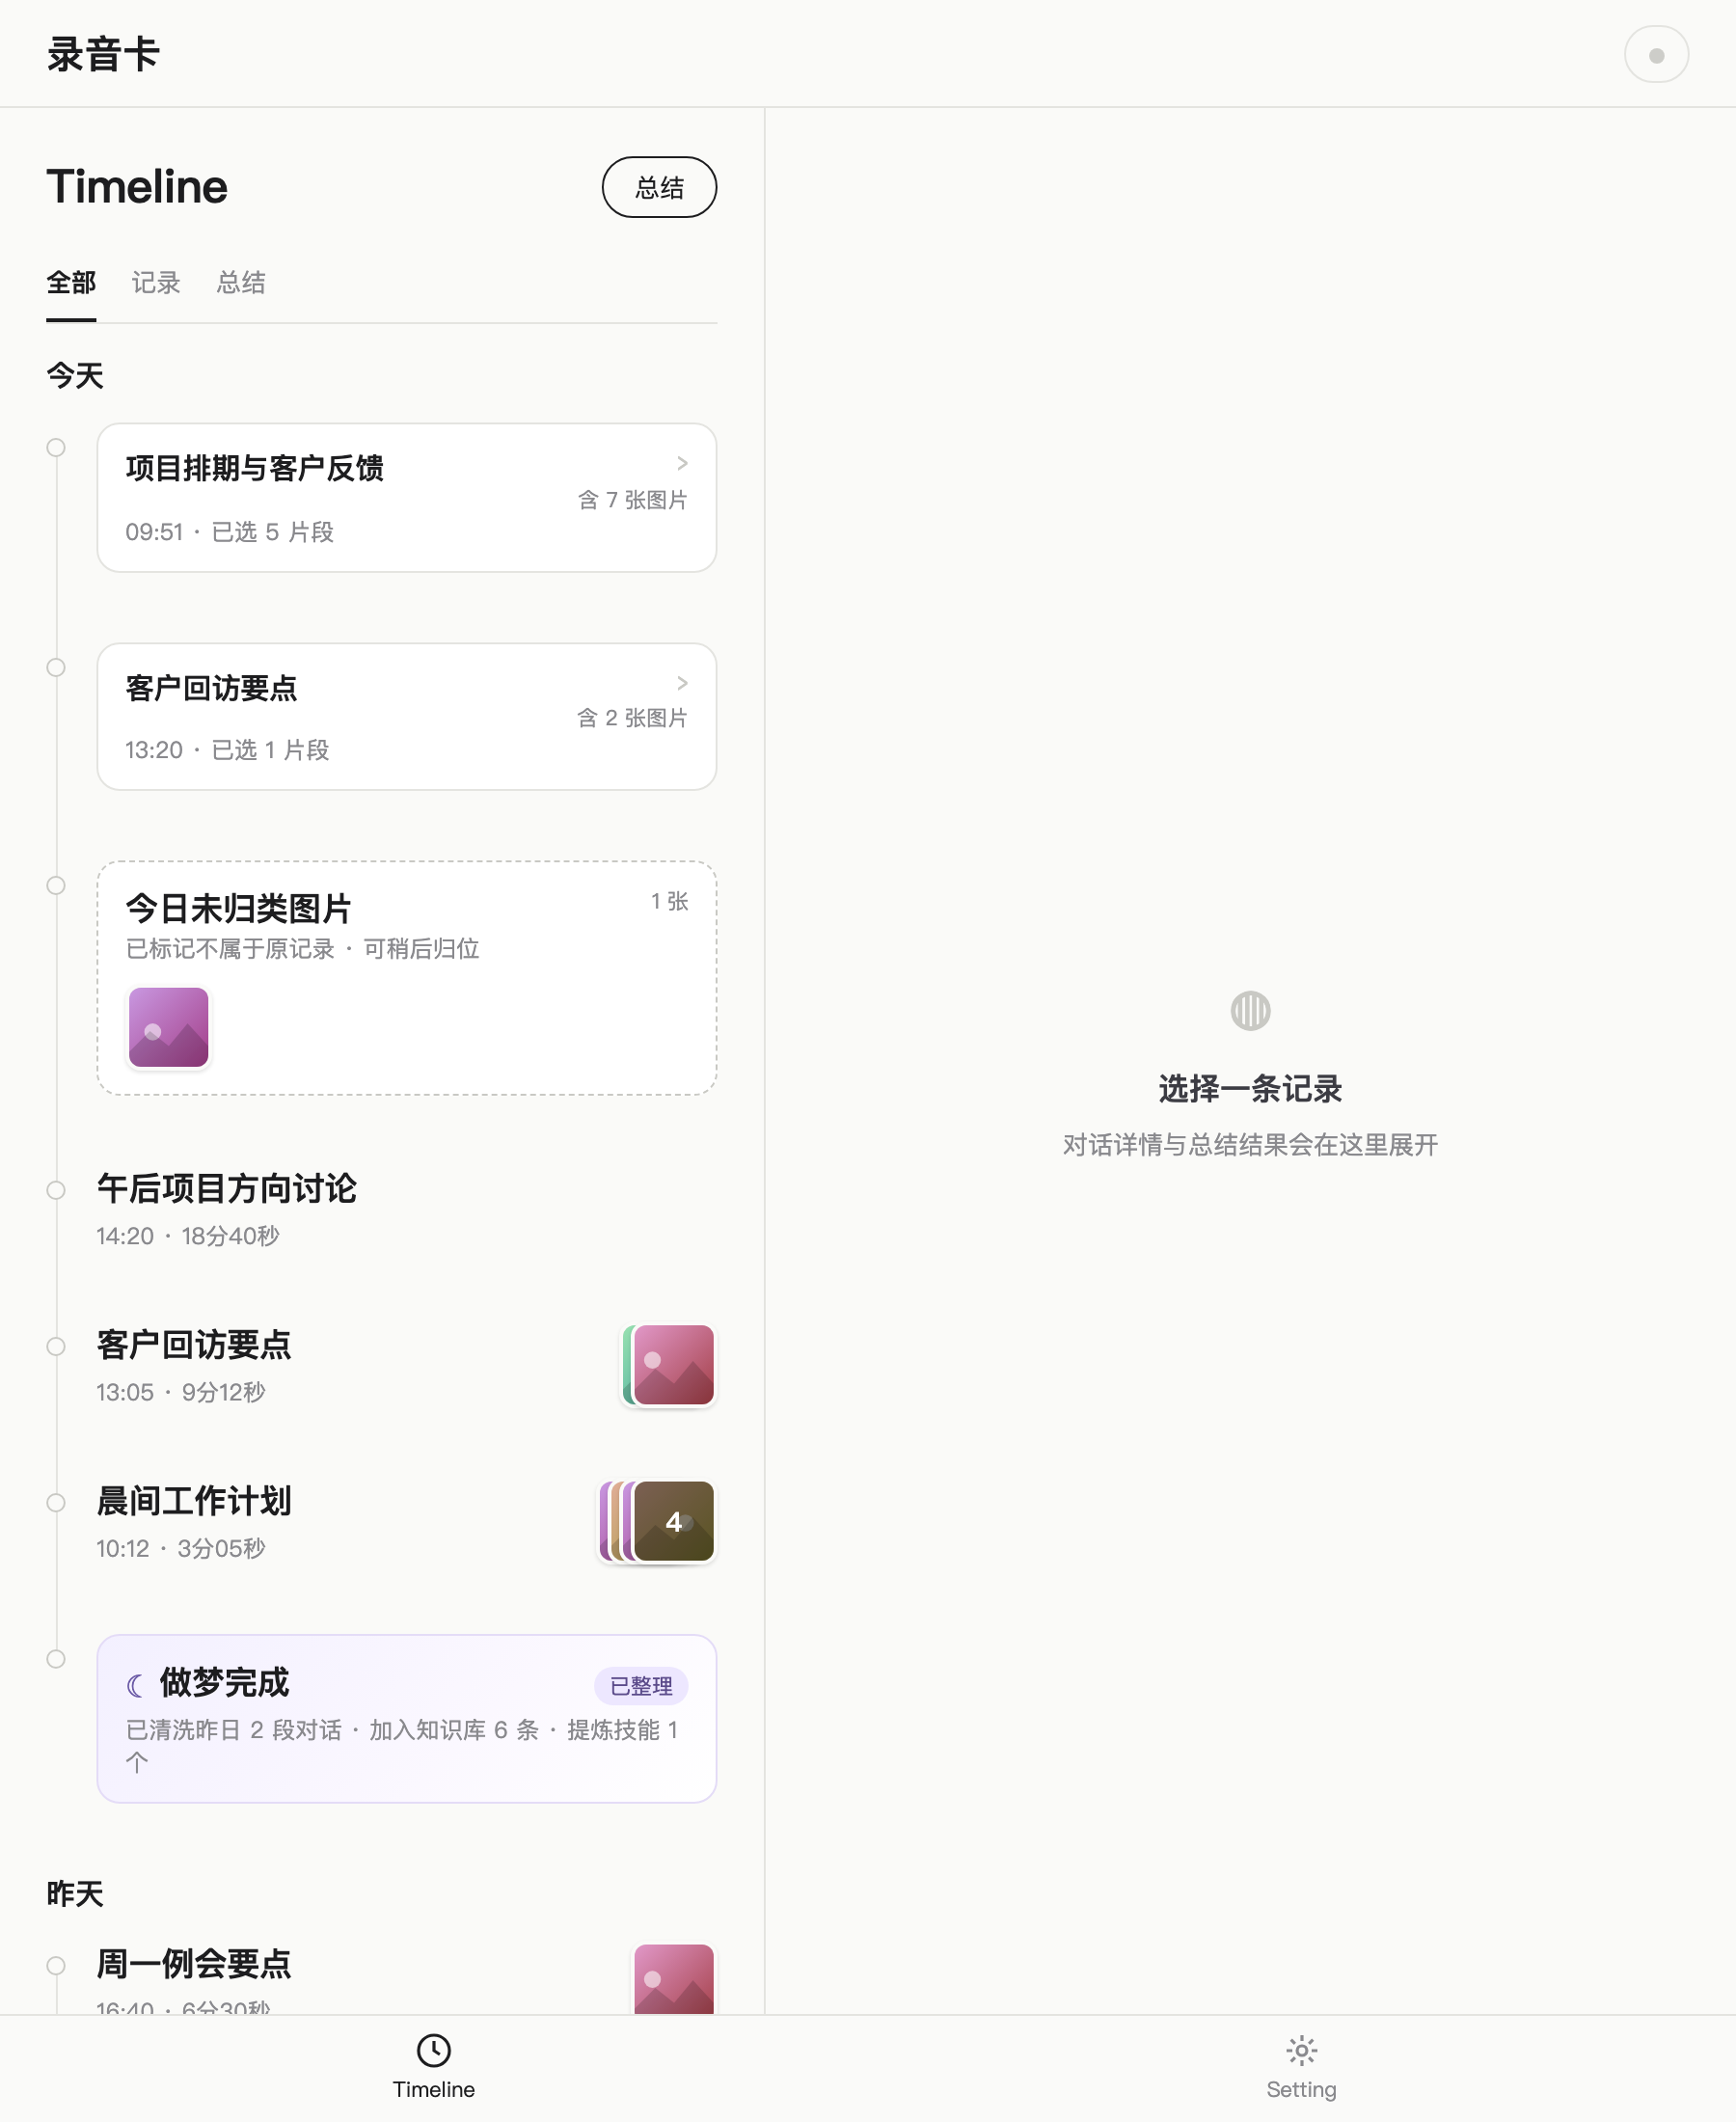 录音卡
Timeline
总结
全部 记录 总结
今天
项目排期与客户反馈
含 7 张图片
09:51 · 已选 5 片段
客户回访要点
含 2 张图片
13:20 · 已选 1 片段
今日未归类图片
1 张
已标记不属于原记录 · 可稍后归位
午后项目方向讨论
14:20 · 18分40秒
客户回访要点
13:05 · 9分12秒
晨间工作计划
4
10:12 · 3分05秒
做梦完成
已整理
已清洗昨日 2 段对话 · 加入知识库 6 条 · 提炼技能 1
个
昨天
周一例会要点
16:40 · 6分30秒
选择一条记录
对话详情与总结结果会在这里展开
Timeline
Setting